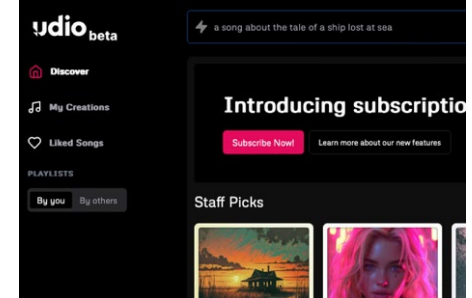 udio beta
a song about the tale of a ship lost at sea
Discover
My Creations
Liked Songs
PLAYLISTS
By you By others
Introducing subscriptio
Subscribe Now! Learn more about our new features
Staff Picks